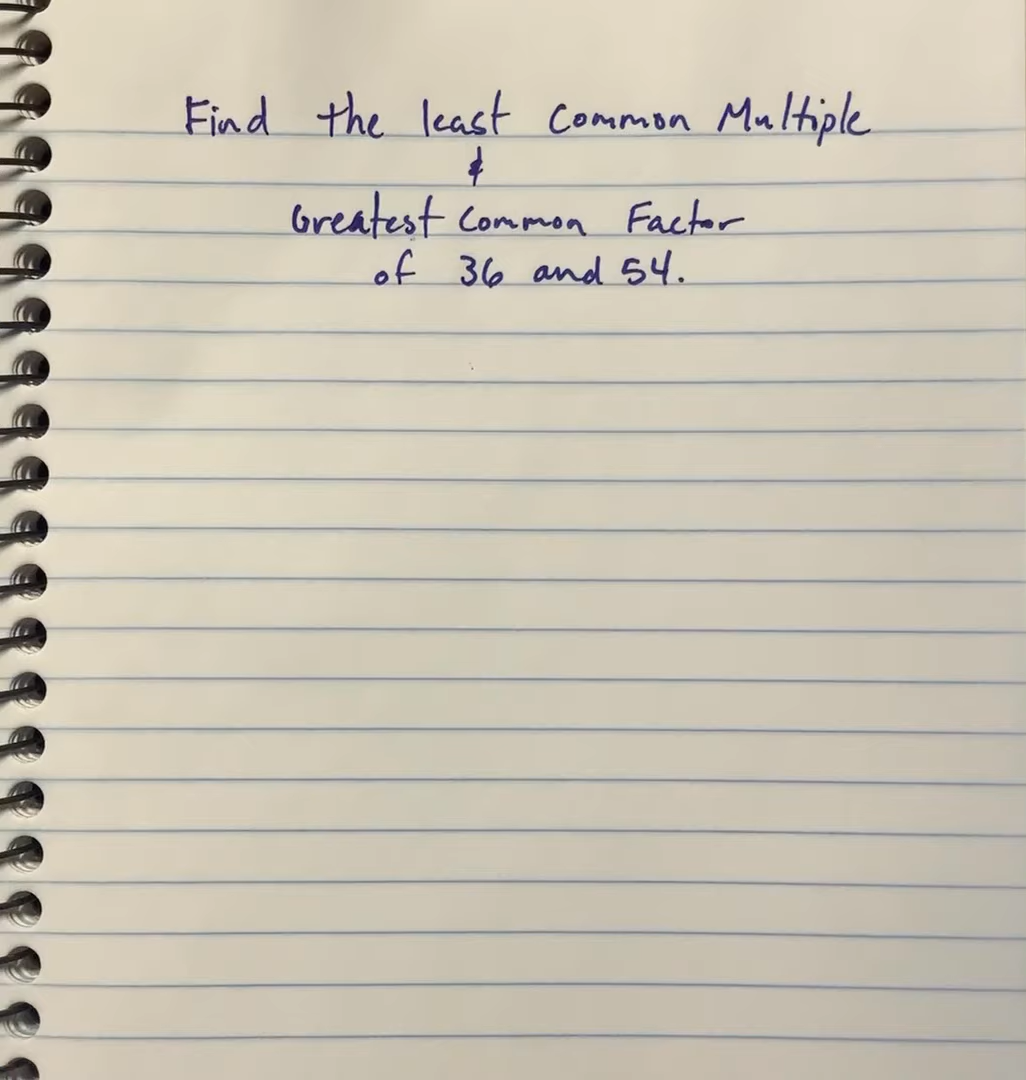 Find the least Common Multiple
&
Greatest Common Factor
of 36 and 54.